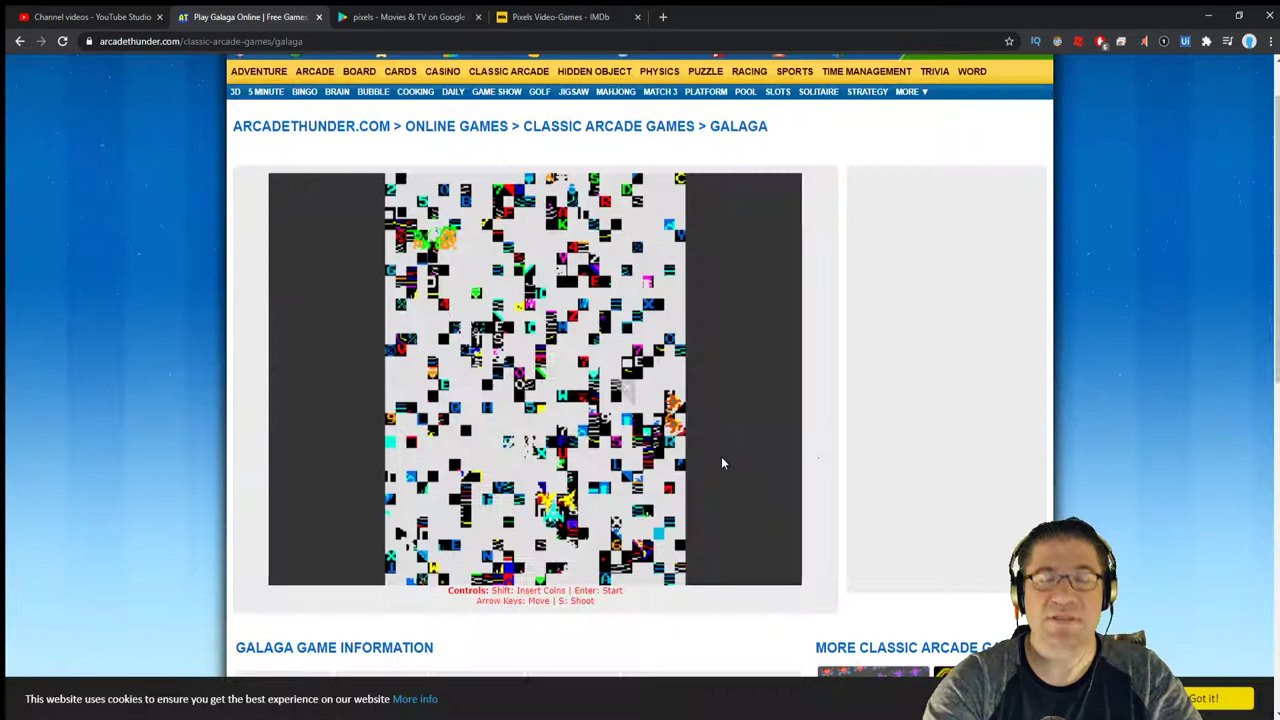 Channel videos - YouTube Studio
Play Galaga Online | Free Games
pixels - Movies & TV on Google
Pixels Video-Games - IMDb
arcadethunder.com/classic-arcade-games/galaga
ADVENTURE ARCADE BOARD CARDS CASINO CLASSIC ARCADE HIDDEN OBJECT PHYSICS PUZZLE RACING SPORTS TIME MANAGEMENT TRIVIA WORD
3D 5 MINUTE BINGO BRAIN BUBBLE COOKING DAILY GAME SHOW GOLF JIGSAW MAHJONG MATCH 3 PLATFORM POOL SLOTS SOLITAIRE STRATEGY MORE ▼
ARCADETHUNDER.COM > ONLINE GAMES > CLASSIC ARCADE GAMES > GALAGA
Controls: Shift: Insert Coins | Enter: Start
Arrow Keys: Move | S: Shoot
GALAGA GAME INFORMATION
MORE CLASSIC ARCADE
This website uses cookies to ensure you get the best experience on our website More info
Got it!